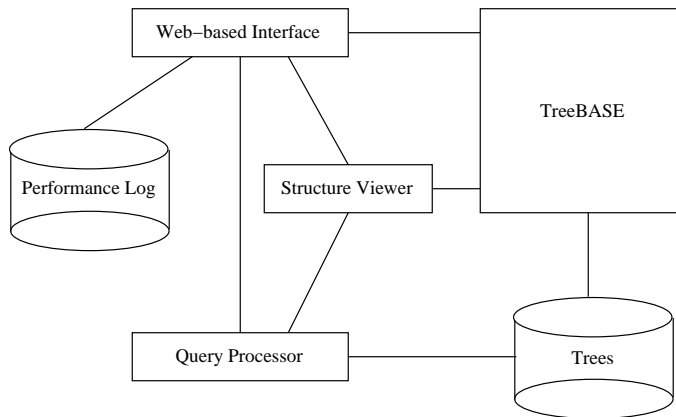 Web−based Interface
TreeBASE
Performance Log
Structure Viewer
Query Processor
Trees